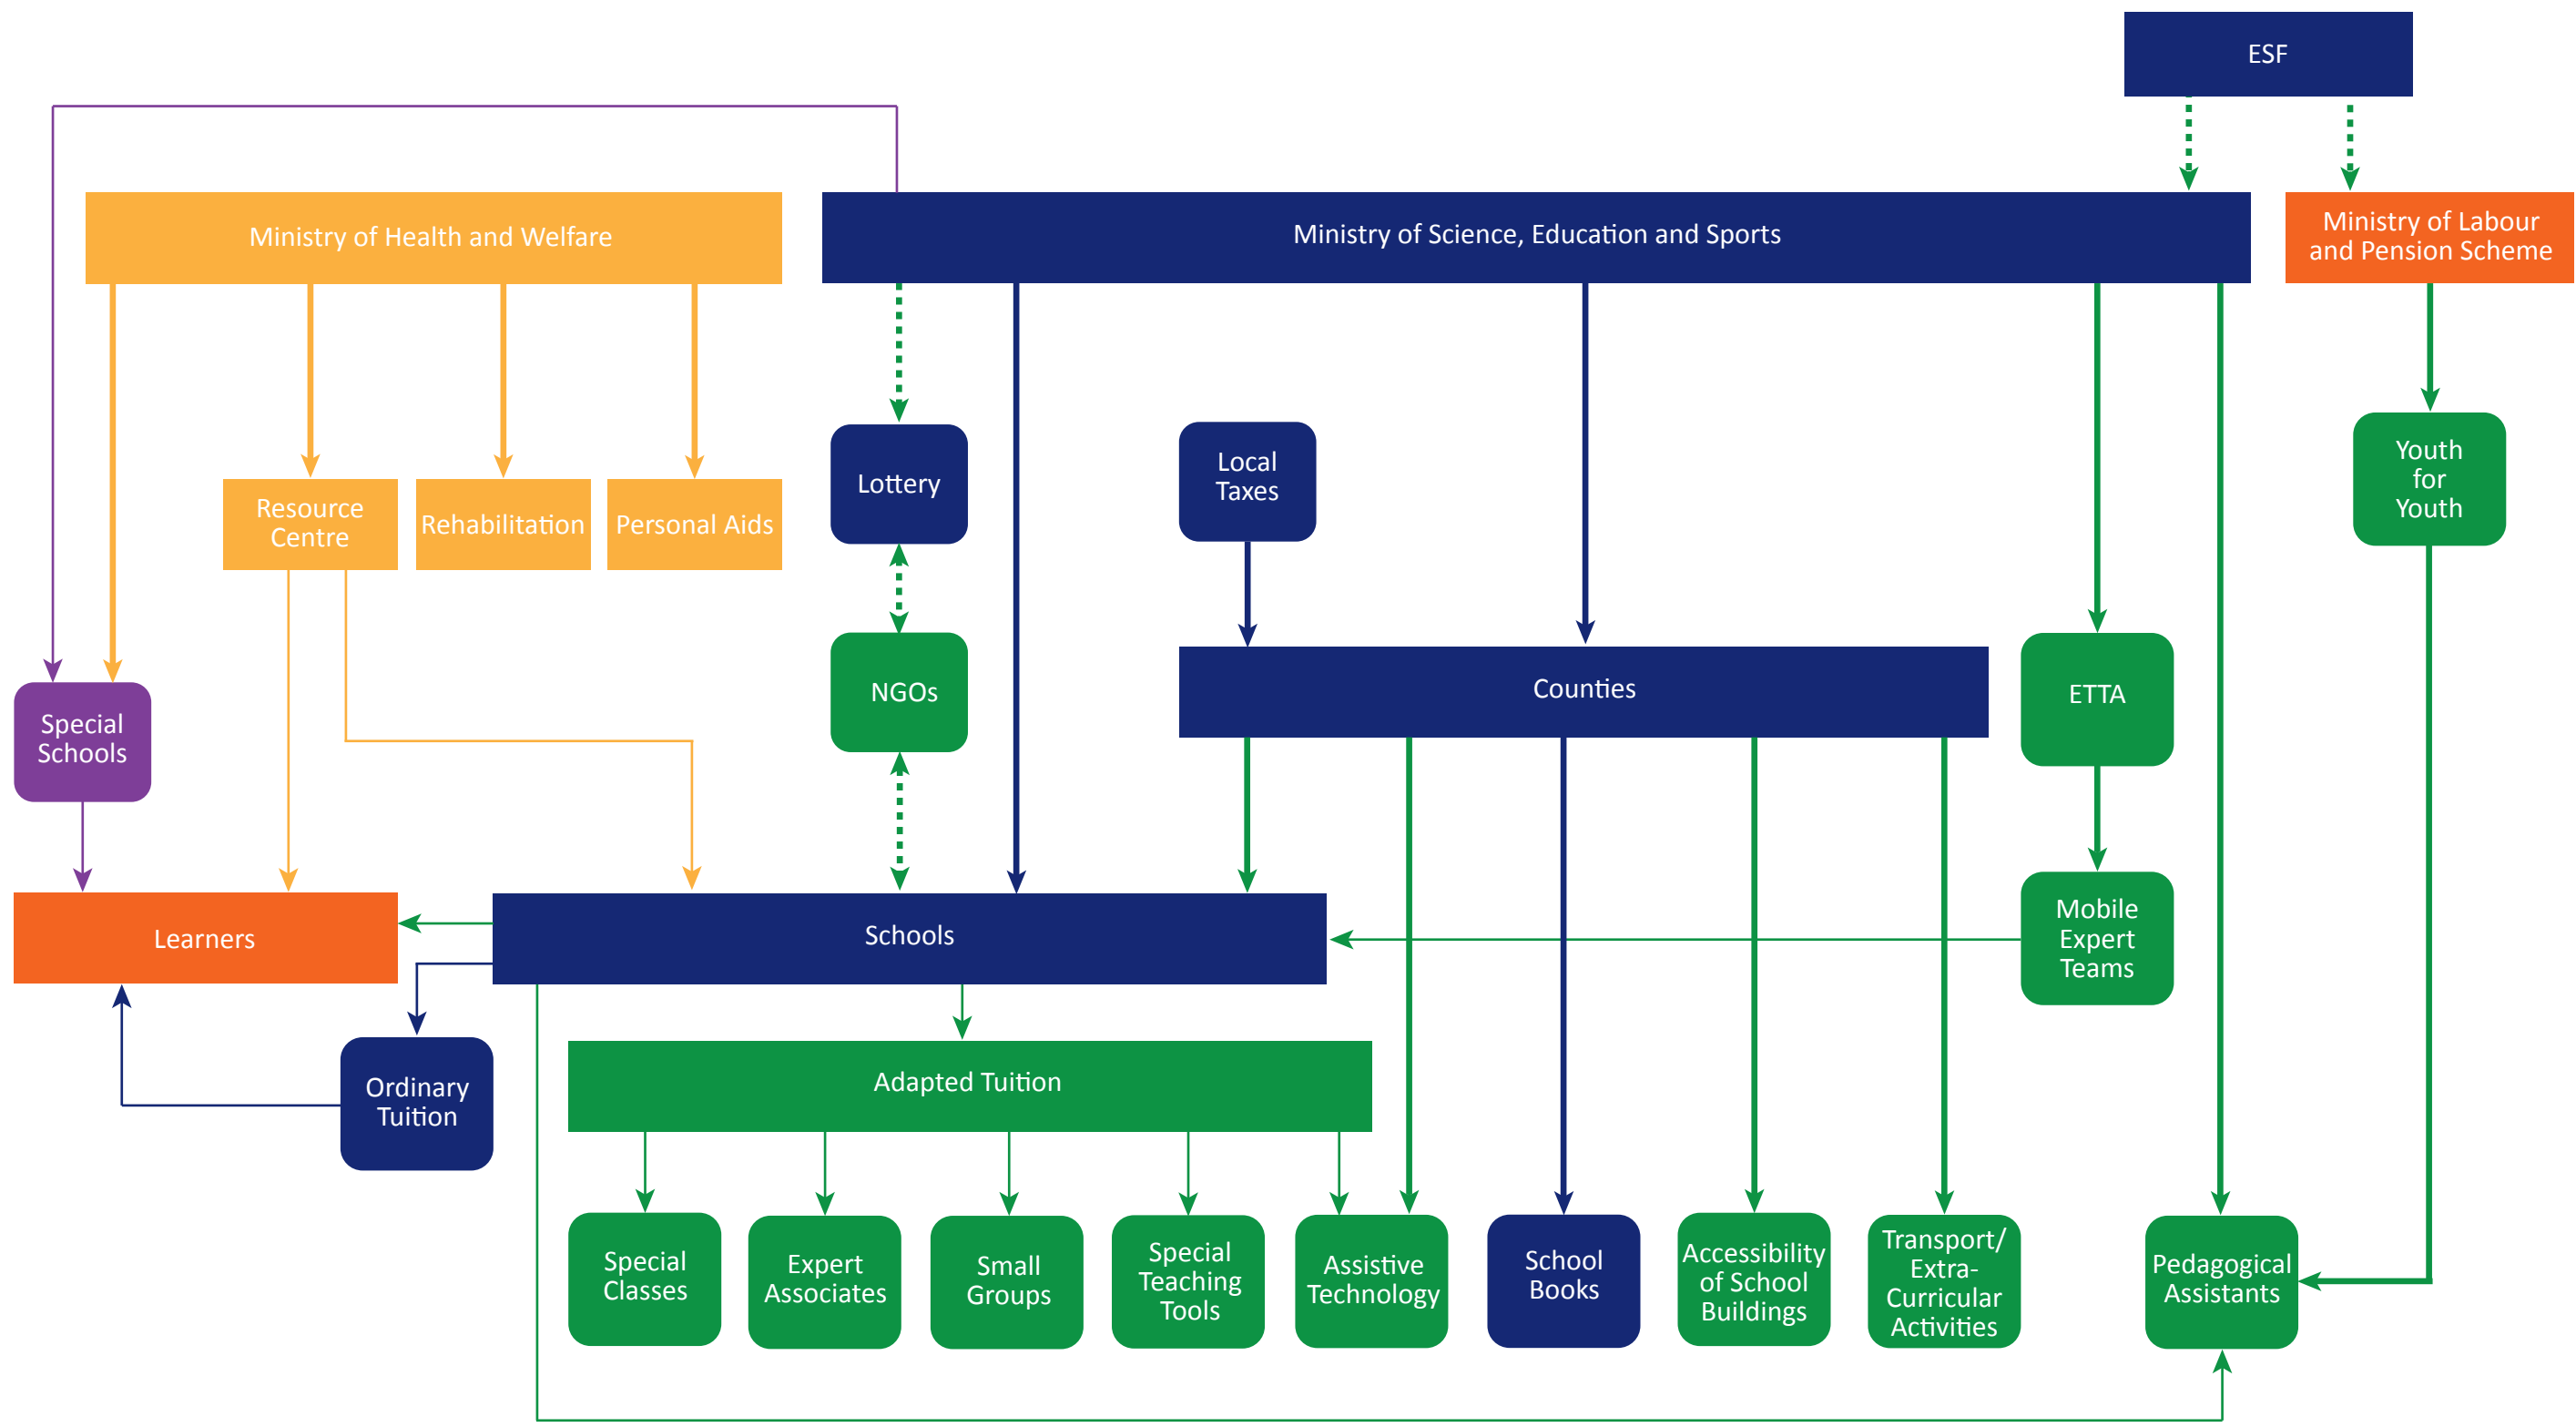 ESF
Ministry of Health and Welfare
Ministry of Science, Education and Sports
Ministry of Labour
and Pension Scheme
Lottery
Local
Taxes
Youth
for
Youth
Resource
Centre
Rehabilitation
Personal Aids
NGOs
Counties
ETTA
Special
Schools
Learners
Schools
Mobile
Expert
Teams
Ordinary
Tuition
Adapted Tuition
Special
Classes
Expert
Associates
Small
Groups
Special
Teaching
Tools
Assistive
Technology
School
Books
Accessibility
of School
Buildings
Transport/
Extra-
Curricular
Activities
Pedagogical
Assistants